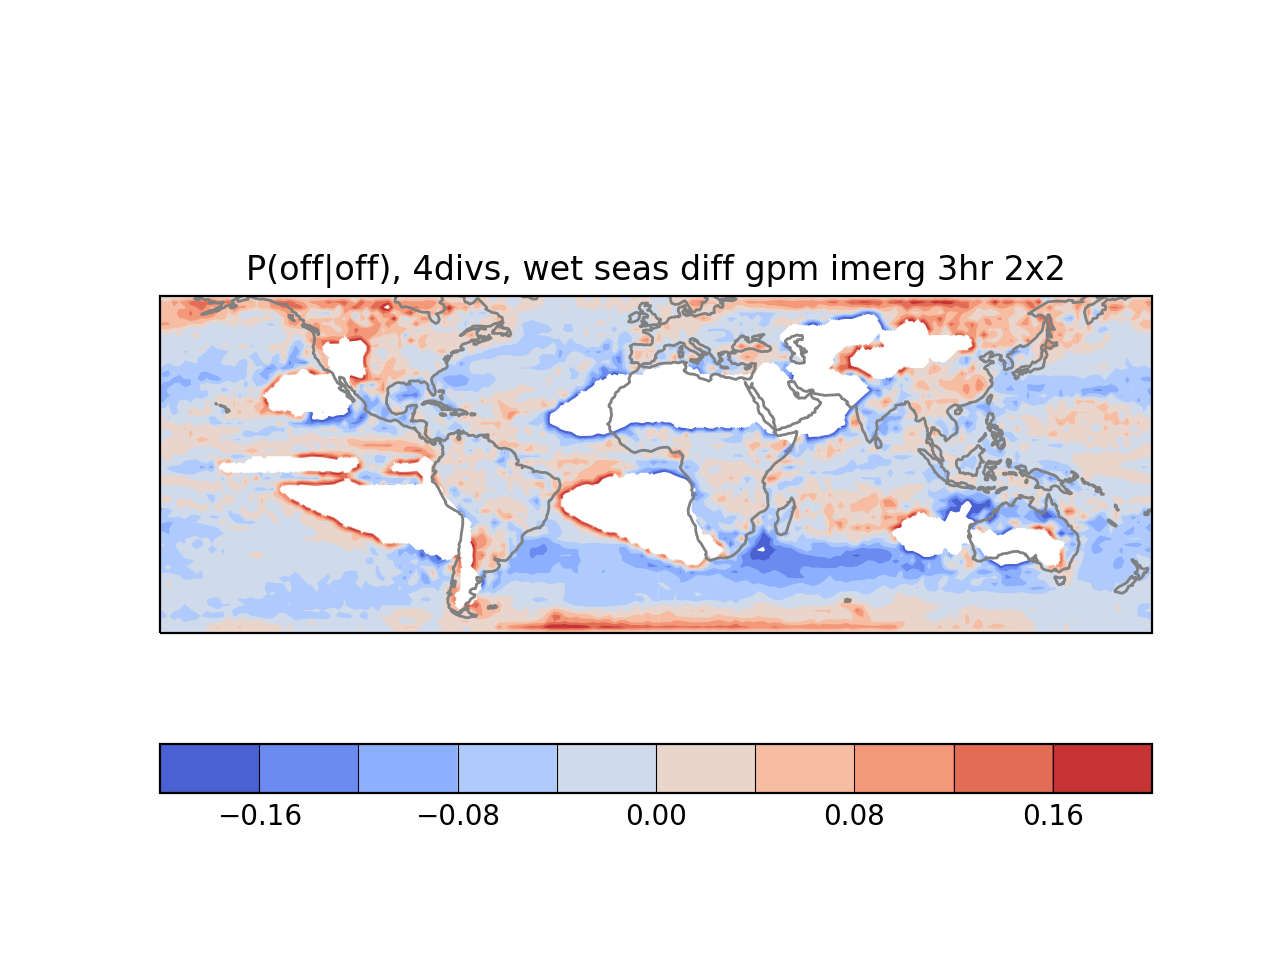 P(off|off), 4divs, wet seas diff gpm imerg 3hr 2x2
−0.16 −0.08 0.00 0.08 0.16